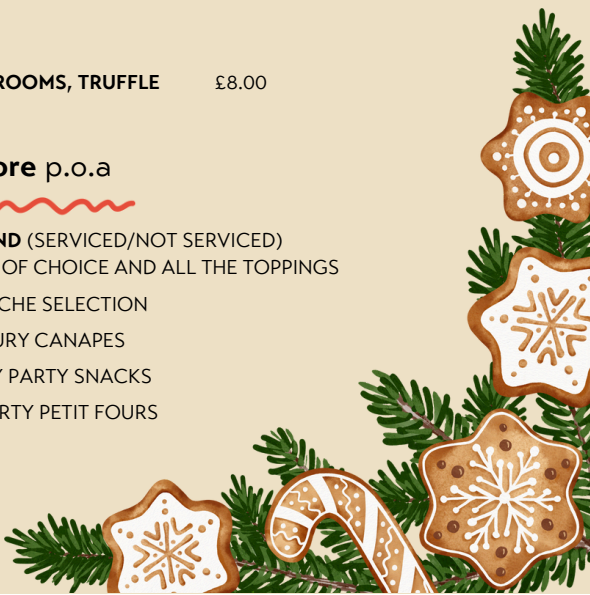 ROOMS, TRUFFLE £8.00
ore p.o.a
ND (SERVICED/NOT SERVICED)
OF CHOICE AND ALL THE TOPPINGS
CHE SELECTION
URY CANAPES
Y PARTY SNACKS
RTY PETIT FOURS